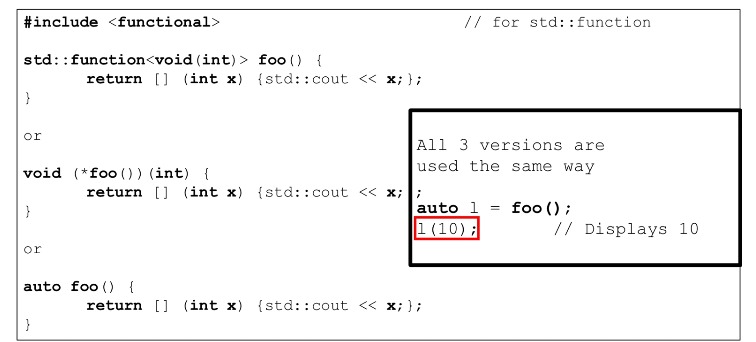 #include <functional> // for std::function
std::function<void(int)> foo() {
return [] (int x) {std::cout << x;};
}
or
void (*foo())(int) {
return [] (int x) {std::cout << x; ;
}
or
auto foo() {
return [] (int x) {std::cout << x;};
}
All 3 versions are
used the same way
auto l = foo();
l(10); // Displays 10